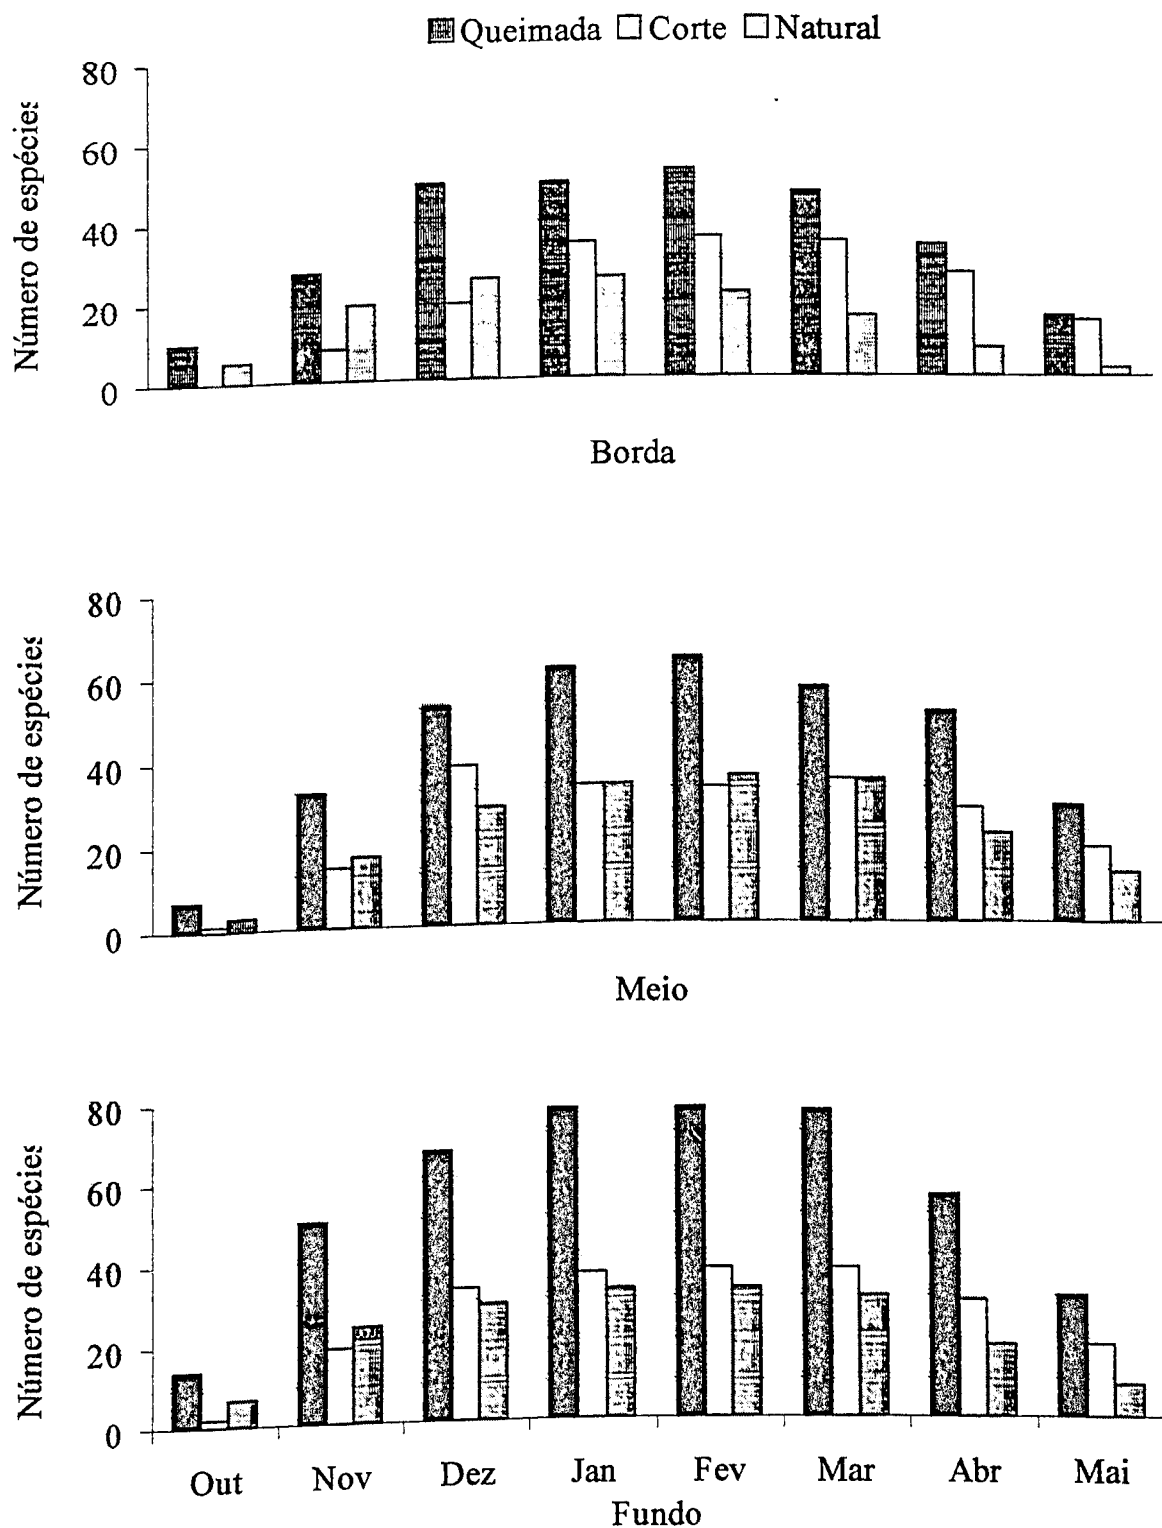 Queimada Corte Natural
80
60
40
20
0
Número de espécies
Borda
80
60
40
20
0
Número de espécies
Meio
80
60
40
20
0
Número de espécies
Out Nov Dez Jan Fev Mar Abr Mai
Fundo